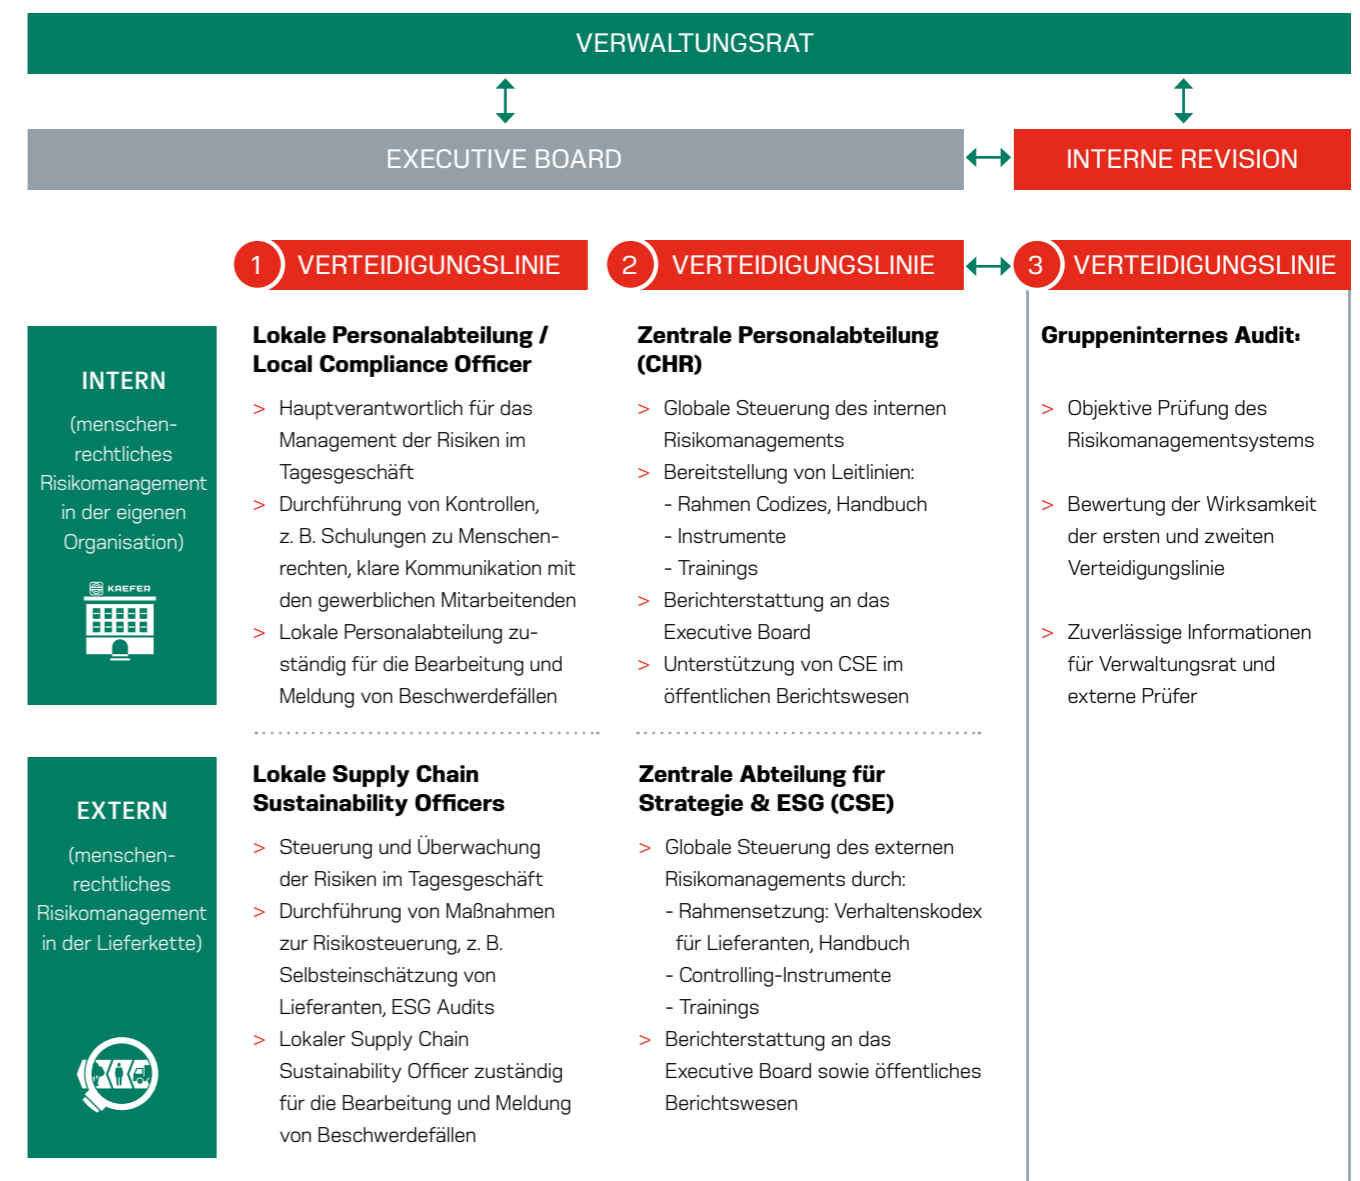 VERWALTUNGSRAT
EXECUTIVE BOARD
INTERNE REVISION
1 VERTEIDIGUNGSLINIE
2 VERTEIDIGUNGSLINIE
3 VERTEIDIGUNGSLINIE
INTERN
(menschen-
rechtliches
Risikomanagement
in der eigenen
Organisation)
KAEFER
Lokale Personalabteilung /
Local Compliance Officer
> Hauptverantwortlich für das
Management der Risiken im
Tagesgeschäft
> Durchführung von Kontrollen,
z. B. Schulungen zu Menschen-
rechten, klare Kommunikation mit
den gewerblichen Mitarbeitenden
> Lokale Personalabteilung zu-
ständig für die Bearbeitung und
Meldung von Beschwerdefällen
Zentrale Personalabteilung
(CHR)
> Globale Steuerung des internen
Risikomanagements
> Bereitstellung von Leitlinien:
- Rahmen Codizes, Handbuch
- Instrumente
- Trainings
> Berichterstattung an das
Executive Board
> Unterstützung von CSE im
öffentlichen Berichtswesen
Gruppeninternes Audit:
> Objektive Prüfung des
Risikomanagementsystems
> Bewertung der Wirksamkeit
der ersten und zweiten
Verteidigungslinie
> Zuverlässige Informationen
für Verwaltungsrat und
externe Prüfer
EXTERN
(menschen-
rechtliches
Risikomanagement
in der Lieferkette)
Lokale Supply Chain
Sustainability Officers
> Steuerung und Überwachung
der Risiken im Tagesgeschäft
> Durchführung von Maßnahmen
zur Risikosteuerung, z. B.
Selbsteinschätzung von
Lieferanten, ESG Audits
> Lokaler Supply Chain
Sustainability Officer zuständig
für die Bearbeitung und Meldung
von Beschwerdefällen
Zentrale Abteilung für
Strategie & ESG (CSE)
> Globale Steuerung des externen
Risikomanagements durch:
- Rahmensetzung: Verhaltenskodex
für Lieferanten, Handbuch
- Controlling-Instrumente
- Trainings
> Berichterstattung an das
Executive Board sowie öffentliches
Berichtswesen